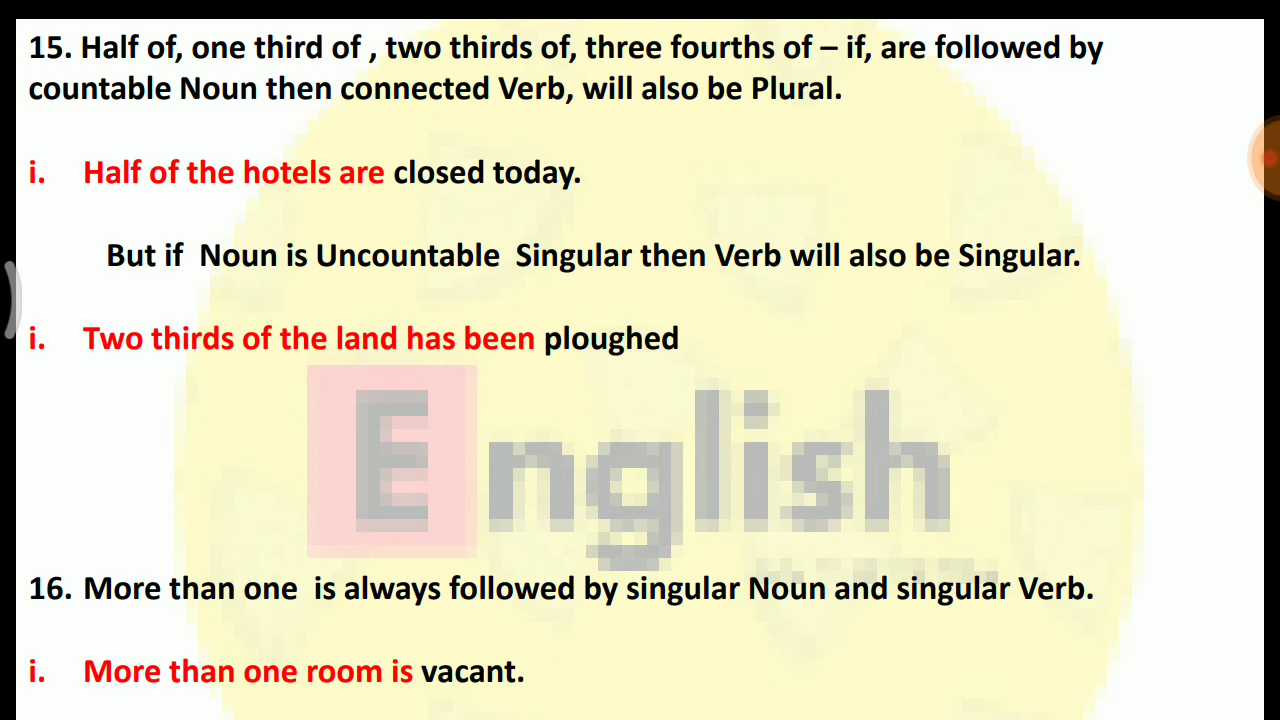 15. Half of, one third of , two thirds of, three fourths of – if, are followed by
countable Noun then connected Verb, will also be Plural.
i. Half of the hotels are closed today.
But if Noun is Uncountable Singular then Verb will also be Singular.
i. Two thirds of the land has been ploughed
English
16. More than one is always followed by singular Noun and singular Verb.
i. More than one room is vacant.